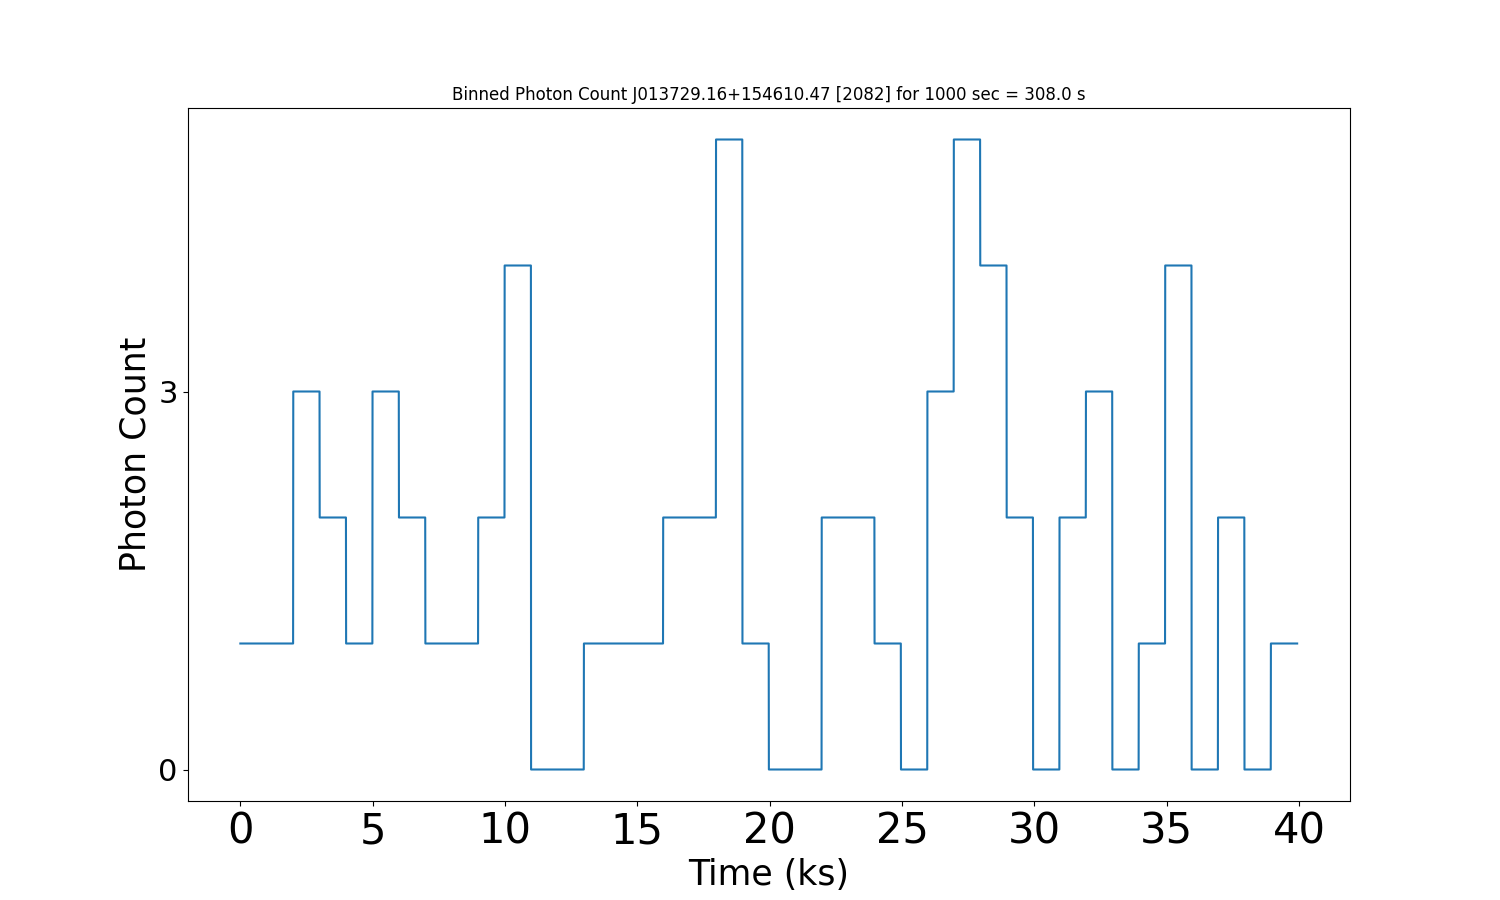 Binned Photon Count J013729.16+154610.47 [2082] for 1000 sec = 308.0 s
Photon Count
3
0
0 5 10 15 20 25 30 35 40
Time (ks)